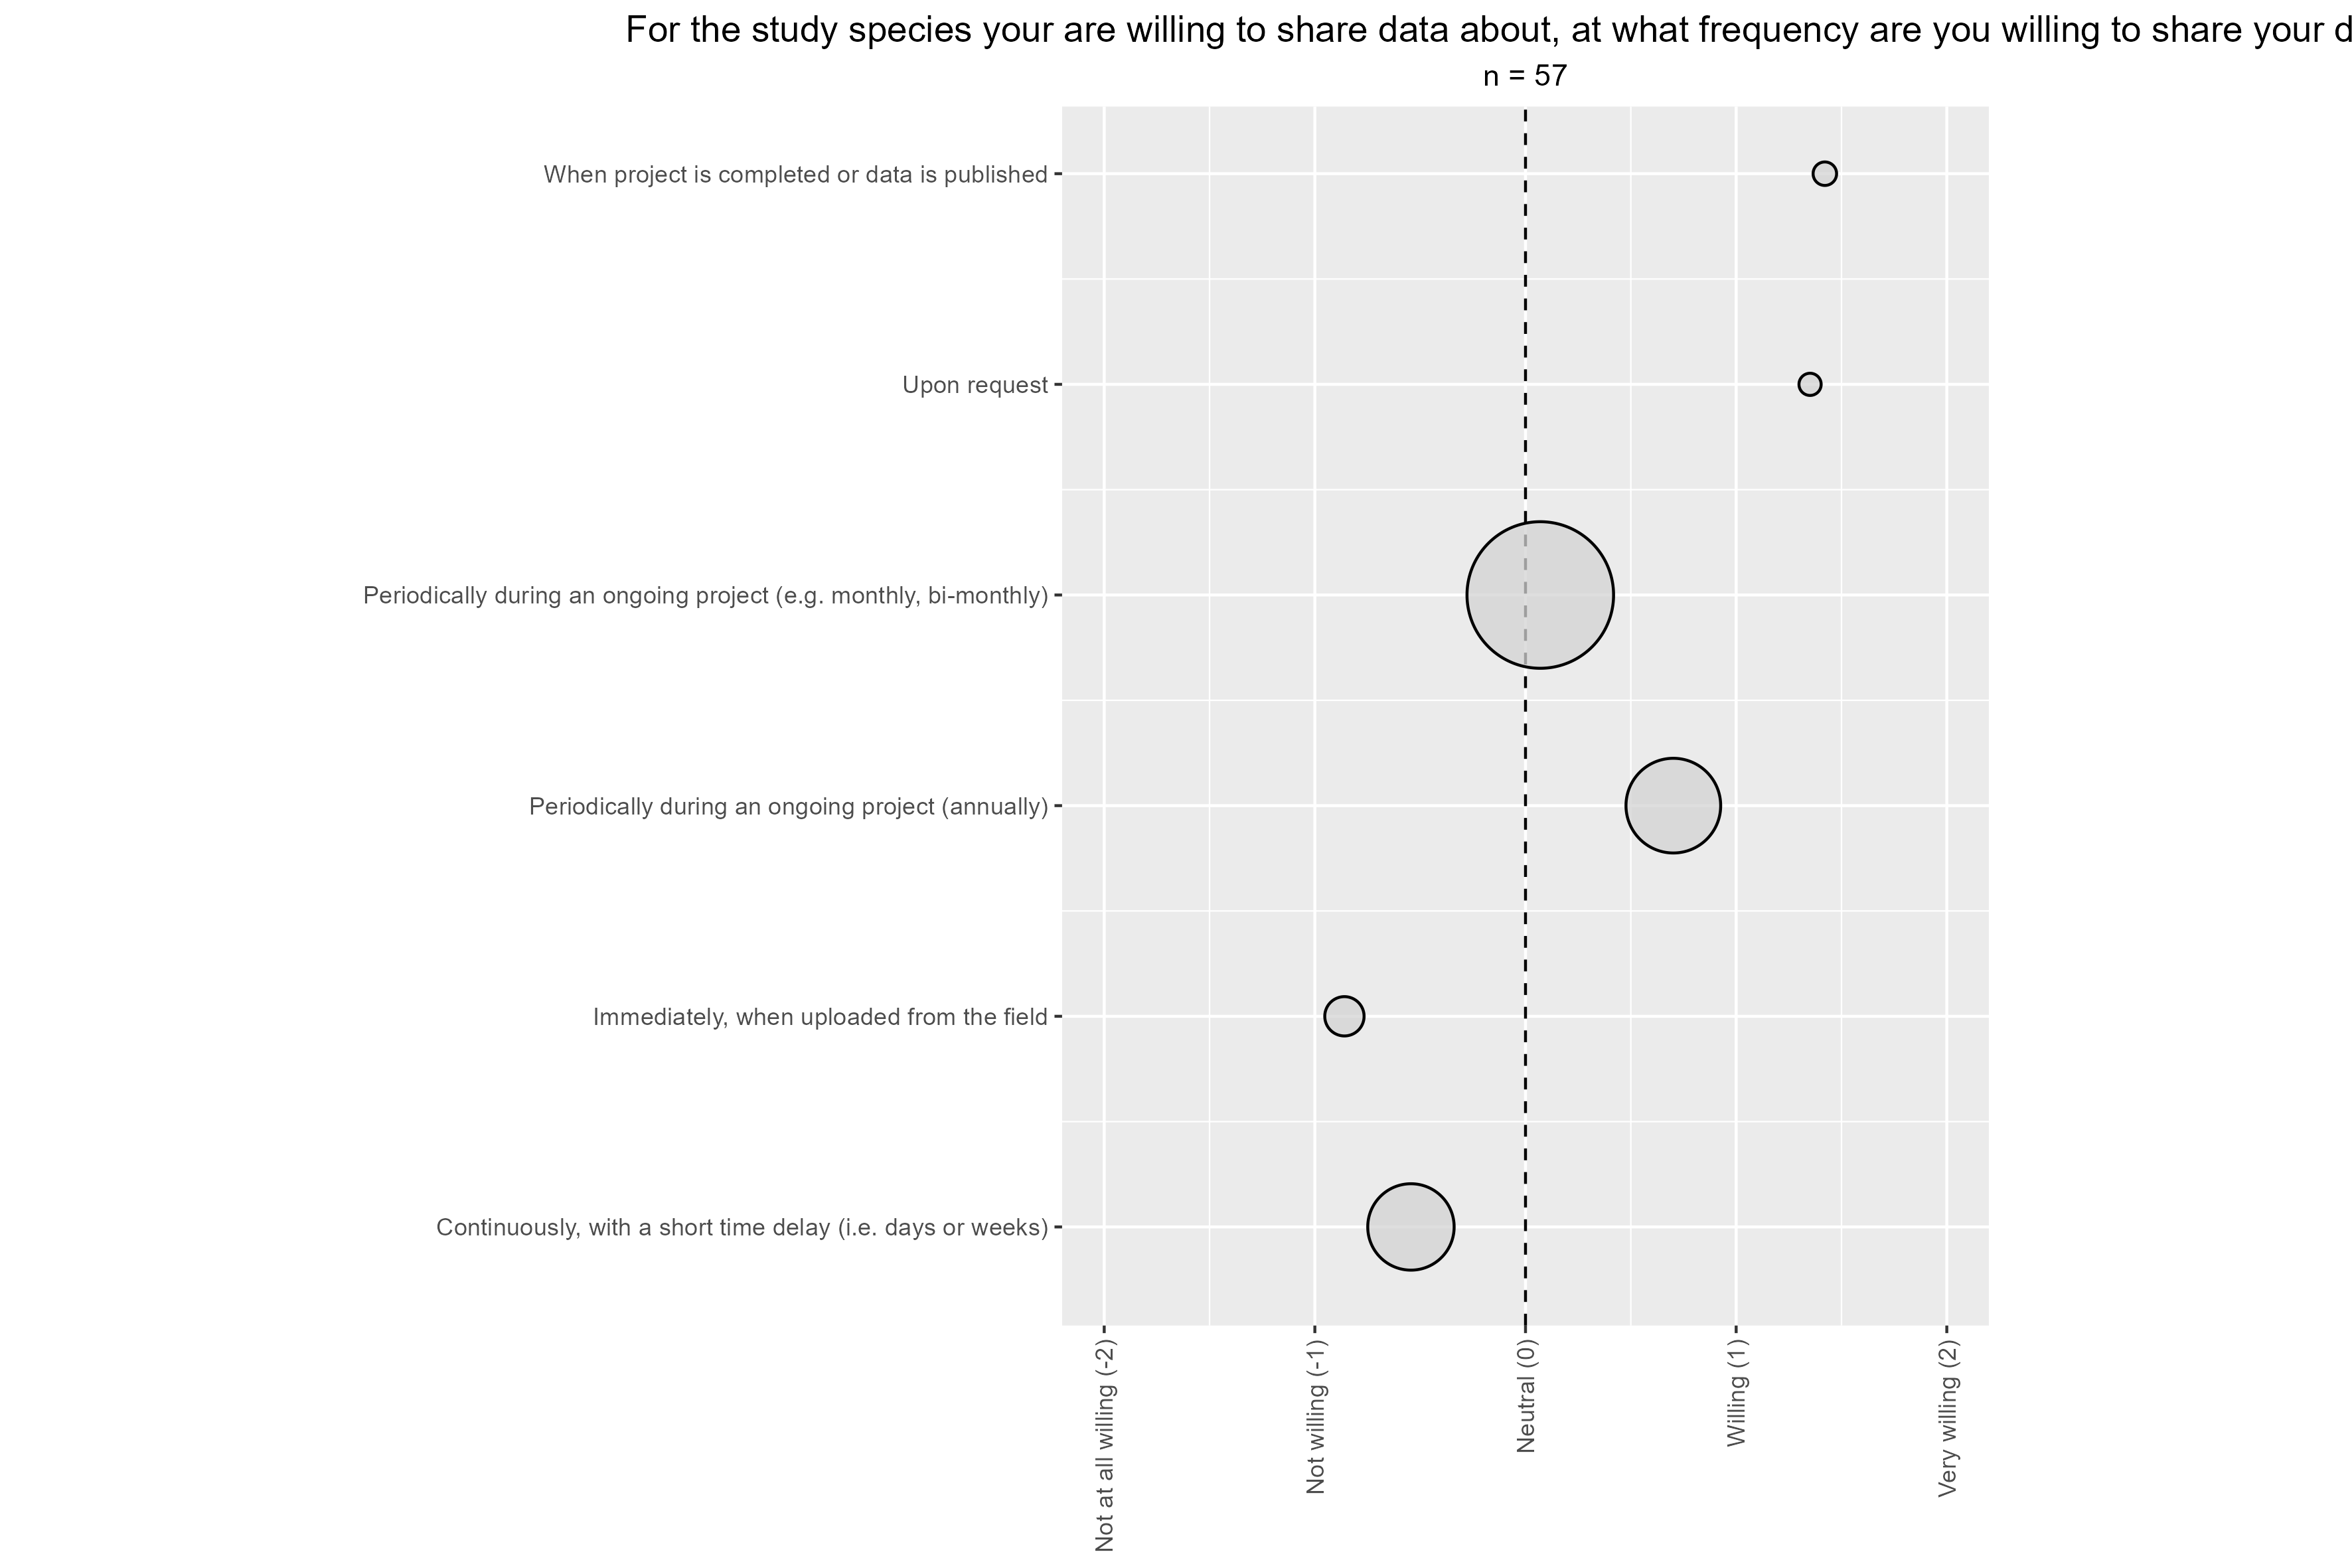 For the study species your are willing to share data about, at what frequency are you willing to share your d
n = 57
When project is completed or data is published
Upon request
Periodically during an ongoing project (e.g. monthly, bi-monthly)
Periodically during an ongoing project (annually)
Immediately, when uploaded from the field
Continuously, with a short time delay (i.e. days or weeks)
Not at all willing (-2)
Not willing (-1)
Neutral (0)
Willing (1)
Very willing (2)